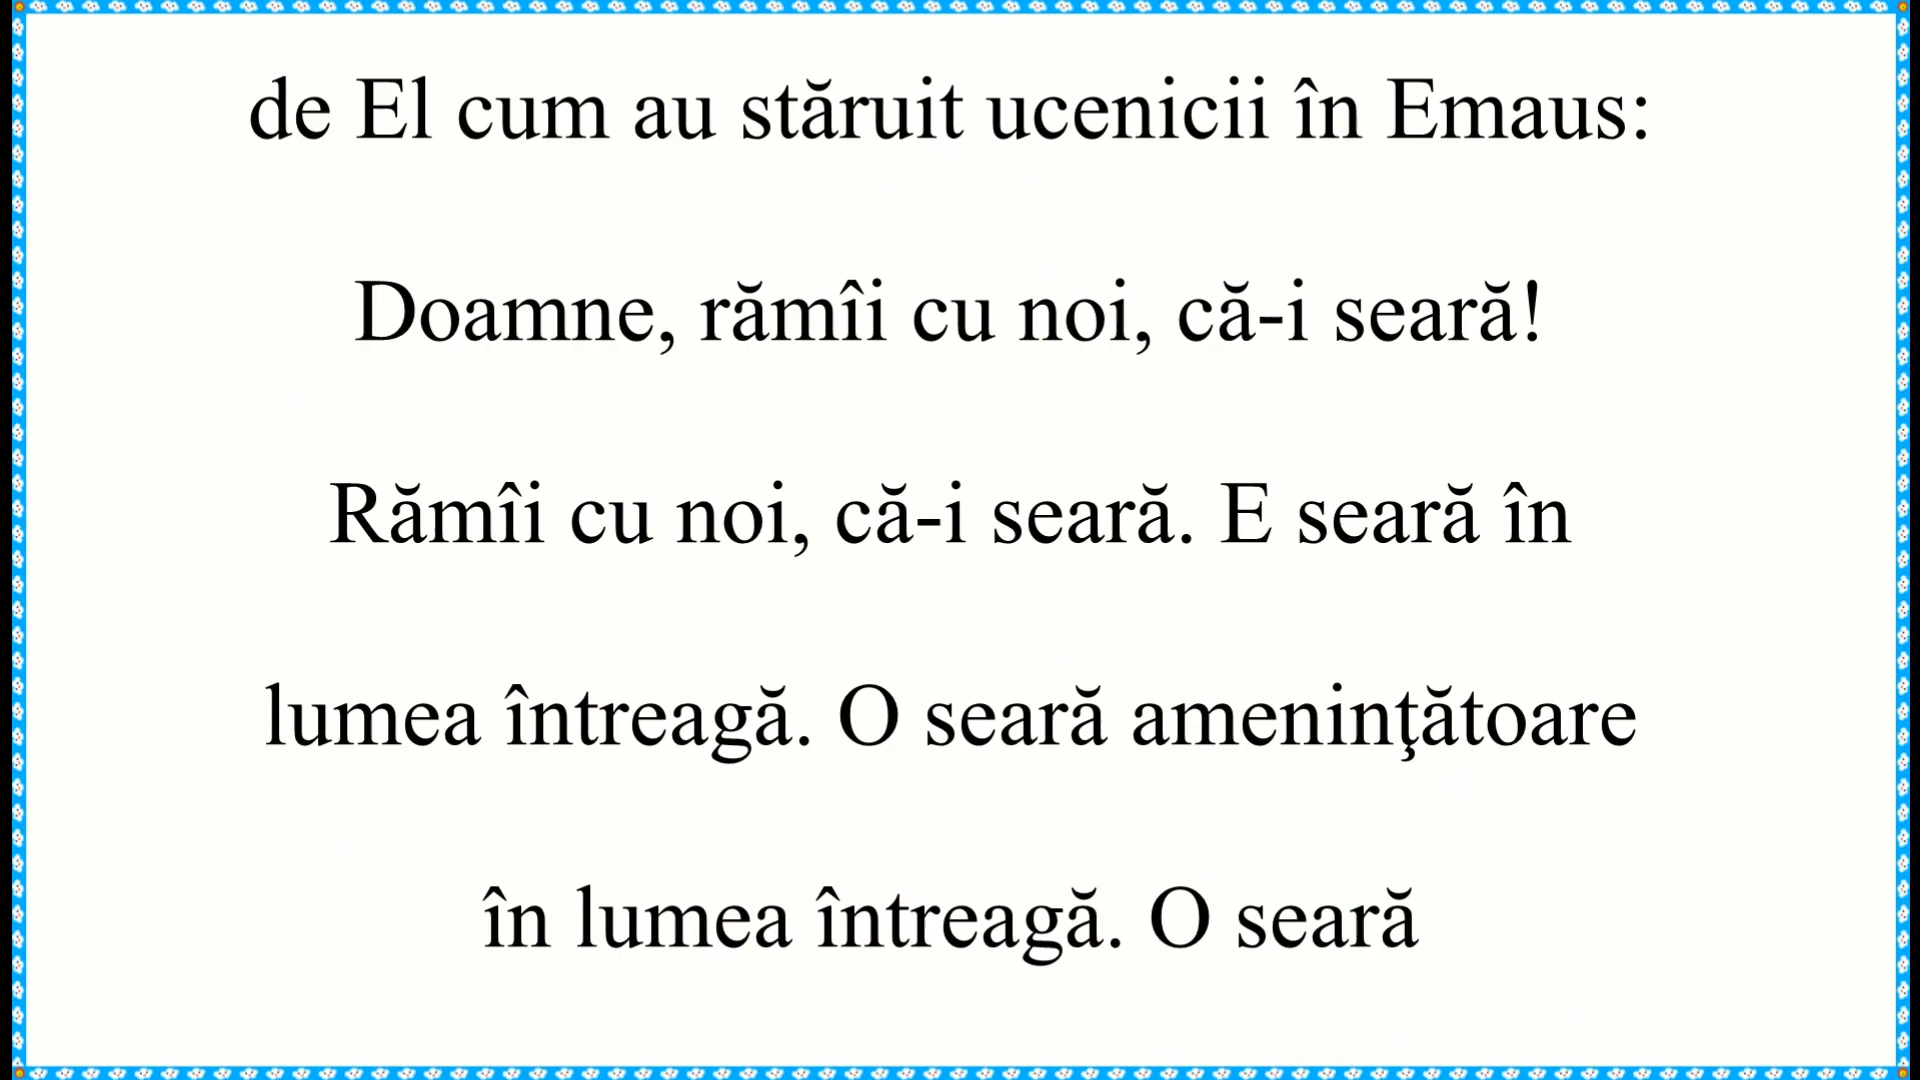 de El cum au stăruit ucenicii în Emaus:
Doamne, rămîi cu noi, că-i seară!
Rămîi cu noi, că-i seară. E seară în
lumea întreagă. O seară ameninţătoare
în lumea întreagă. O seară